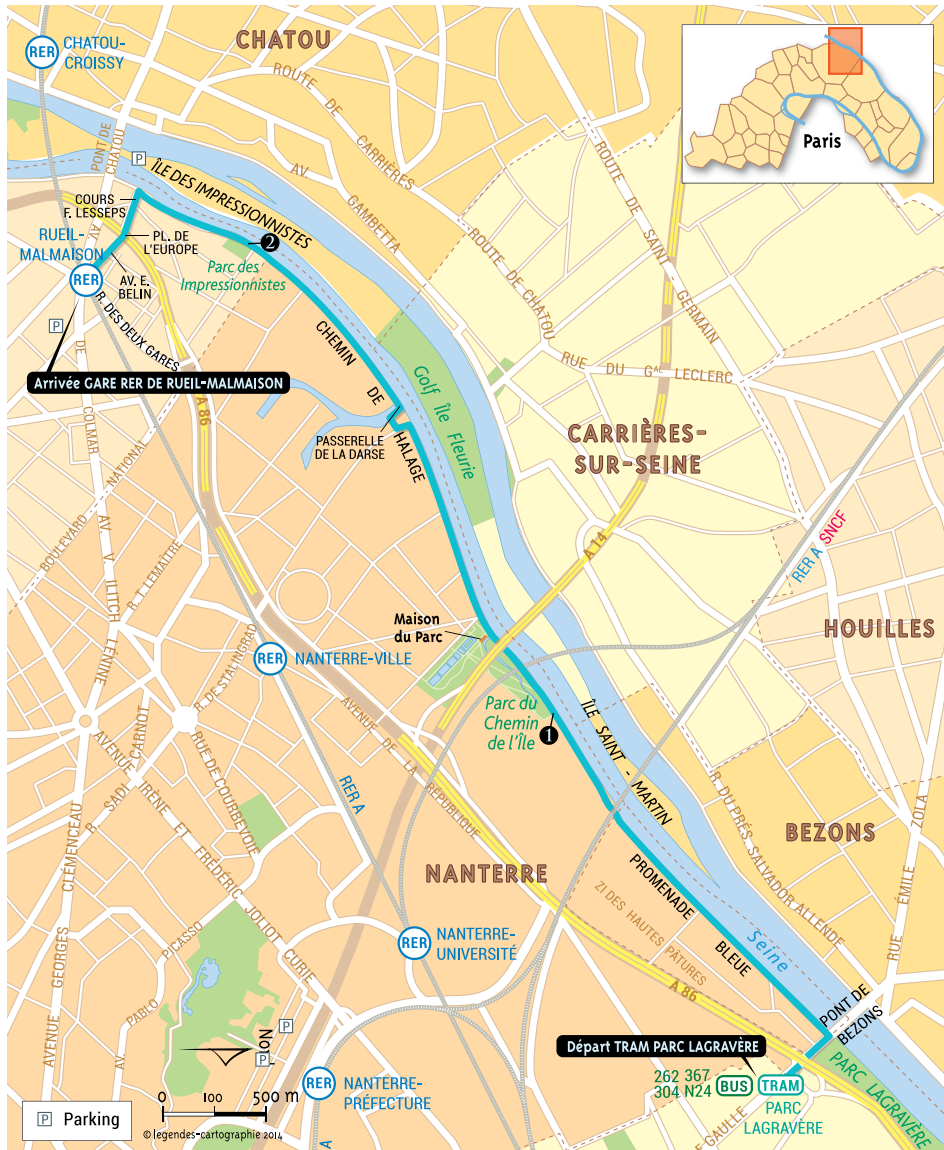 RER CHATOU-
CROISSY
CHATOU
ROUTE DE CARRIÈRES
AV. GAMBETTA
PONT DE
CHATOU
P
ÎLE DES IMPRESSIONNISTES
COURS
F. LESSEPS
PL. DE
L'EUROPE
AV.
RUEIL-
MALMAISON
RER
AV. E.
BELIN
2
Parc des
Impressionnistes
R. DES DEUX GARES
P
Arrivée GARE RER DE RUEIL-MALMAISON
A 86
DE COLMAR
CHEMIN DE HALAGE
PASSERELLE
DE LA DARSE
Golf Île Fleurie
Paris
ROUTE DE SAINT GERMAIN
ROUTE DE CHATOU
RUE DU GAL LECLERC
CARRIÈRES-
SUR-SEINE
A 14
RER A SNCF
HOUILLES
BOULEVARD NATIONAL
AV. V. ILITCH LÉNINE
R. T. LEMAÎTRE
R. DE STALINGRAD
RER NANTERRE-VILLE
Maison
du Parc
Parc du
Chemin
de l'Île
1
ÎLE SAINT - MARTIN
AVENUE DE LA RÉPUBLIQUE
RER A
R. SADI CARNOT
AVENUE IRÈNE ET FRÉDÉRIC JOLIOT CURIE
RUE DE COURBEVOIE
AVENUE GEORGES CLÉMENCEAU
AV. PABLO PICASSO
NANTERRE
R. DU PRÉS. SALVADOR ALLENDE
BEZONS
RUE ÉMILE ZOLA
PROMENADE BLEUE
ZI DES HAUTES PÂTURES
Seine
A 86
RER NANTERRE-
UNIVERSITÉ
PONT DE
BEZONS
Départ TRAM PARC LAGRAVÈRE
262 367
304 N24
BUS TRAM
PARC
LAGRAVÈRE
PARC LAGRAVÈRE
GAULLE
RER NANTERRE-
PRÉFECTURE
A
P
P
ION
0 100 500 m
P Parking
© legendes-cartographie 2014